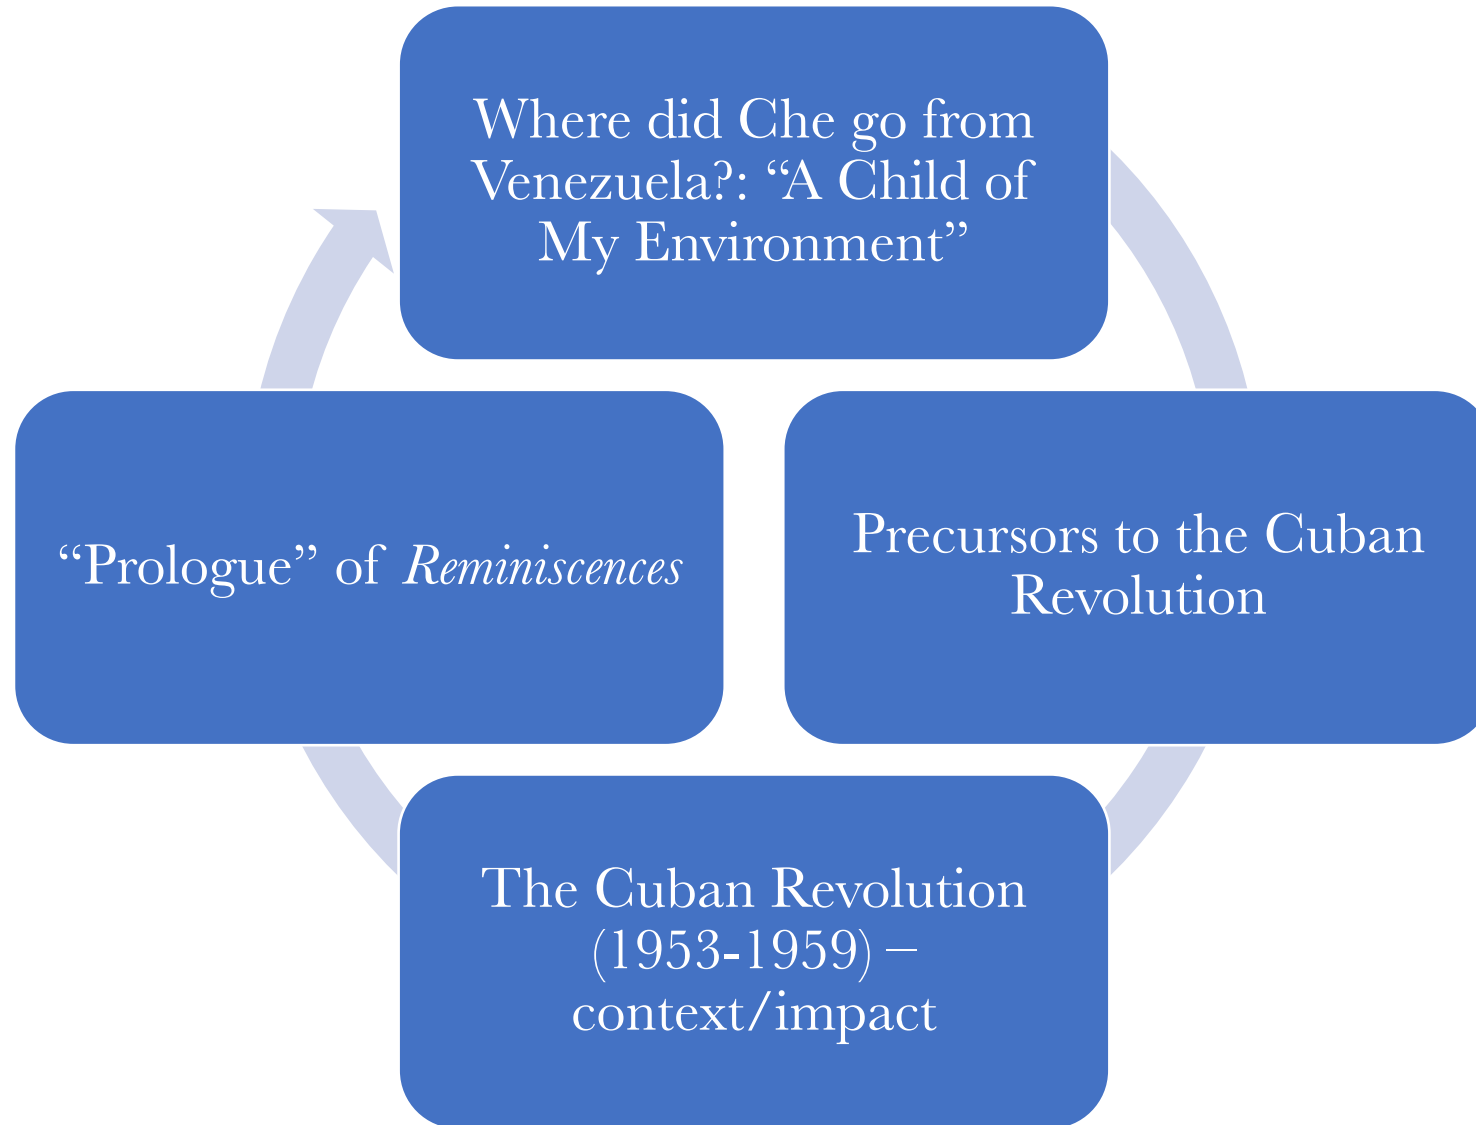 Where did Che go from
Venezuela?: “A Child of
My Environment”
Precursors to the Cuban
Revolution
The Cuban Revolution
(1953-1959) –
context/impact
“Prologue” of Reminiscences